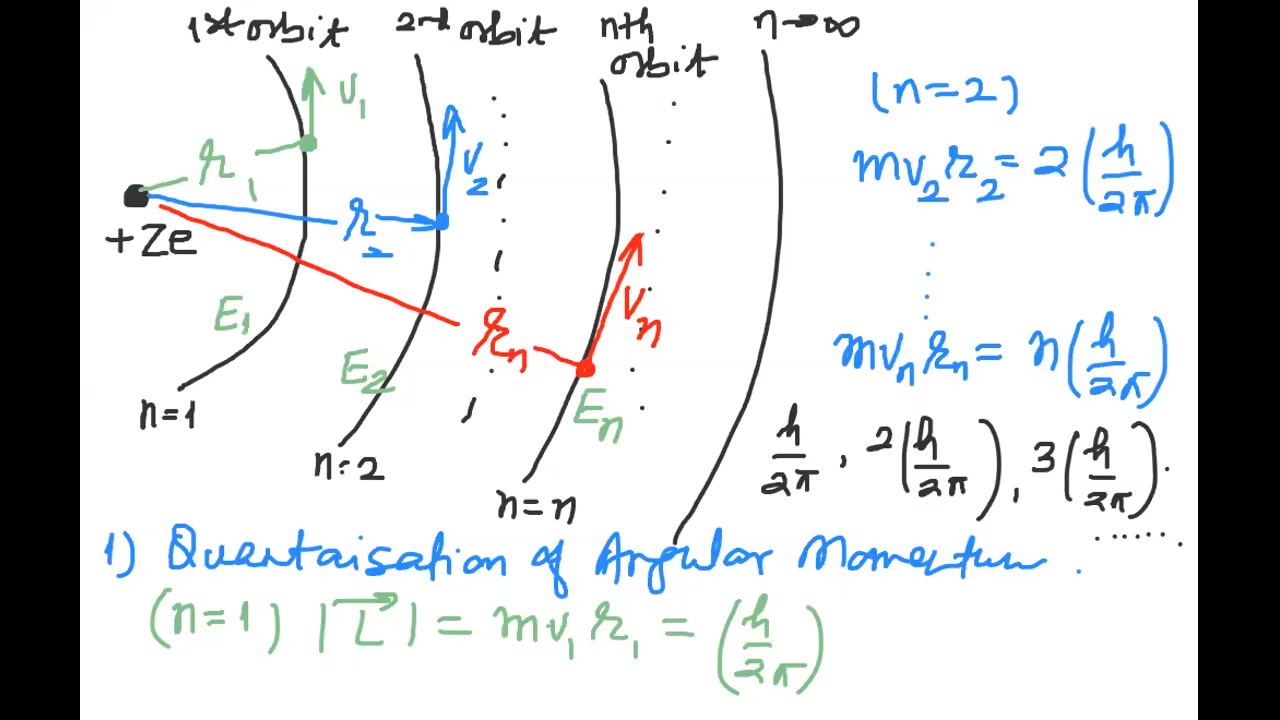 1st orbit
2nd orbit
nth orbit
n→∞
v₁
r₁
v₂
r₂
+Ze
vₙ
rₙ
E₁
E₂
Eₙ
n=1
n=2
n=n
(n=2)
mv₂r₂ = 2(h/2π)
⋮
mvₙrₙ = n(h/2π)
h/2π, 2(h/2π), 3(h/2π). ......
1) Quantaisation of Angular Momentum.
(n=1) |L⃗| = mv₁r₁ = (h/2π)